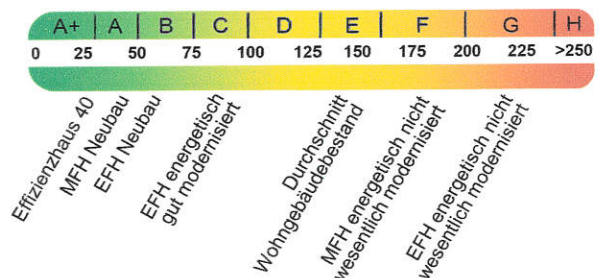 A+ A B C D E F G H
0 25 50 75 100 125 150 175 200 225 >250
Effizienzhaus 40
MFH Neubau
EFH Neubau
EFH energetisch
gut modernisiert
Durchschnitt
Wohngebäudebestand
MFH energetisch nicht
wesentlich modernisiert
EFH energetisch nicht
wesentlich modernisiert